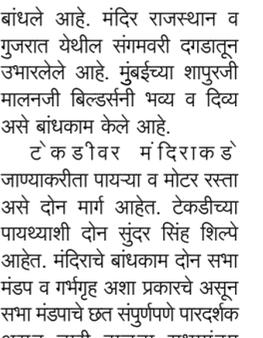 बांधले आहे. मंदिर राजस्थान व
गुजरात येथील संगमवरी दगडातून
उभारलेले आहे. मुंबईच्या शापुरजी
मालनजी बिल्डर्सनी भव्य व दिव्य
असे बांधकाम केले आहे.
टेकडीवर मंदिराकडे
जाण्याकरीता पायऱ्या व मोटर रस्ता
असे दोन मार्ग आहेत. टेकडीच्या
पायथ्याशी दोन सुंदर सिंह शिल्पे
आहेत. मंदिराचे बांधकाम दोन सभा
मंडप व गर्भगृह अशा प्रकारचे असून
सभा मंडपाचे छत संपुर्णपणे पारदर्शक